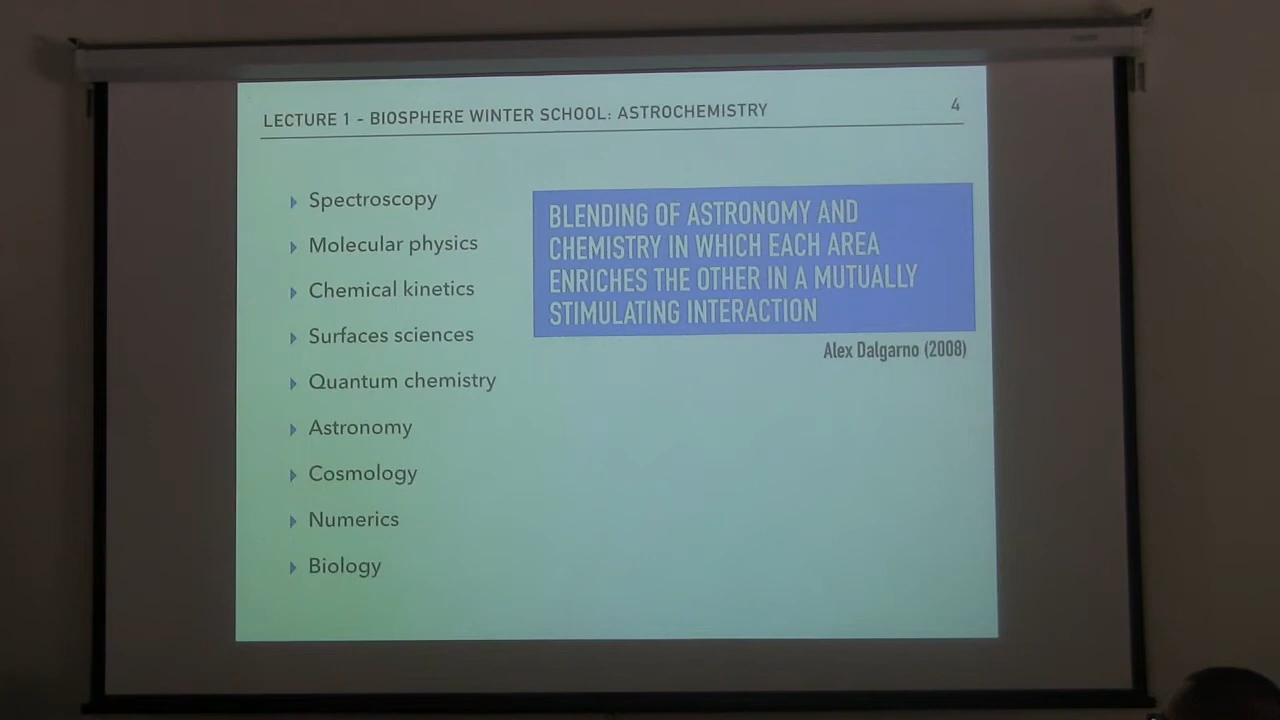 LECTURE 1 - BIOSPHERE WINTER SCHOOL: ASTROCHEMISTRY
4
Spectroscopy
Molecular physics
Chemical kinetics
Surfaces sciences
Quantum chemistry
Astronomy
Cosmology
Numerics
Biology
BLENDING OF ASTRONOMY AND
CHEMISTRY IN WHICH EACH AREA
ENRICHES THE OTHER IN A MUTUALLY
STIMULATING INTERACTION
Alex Dalgarno (2008)